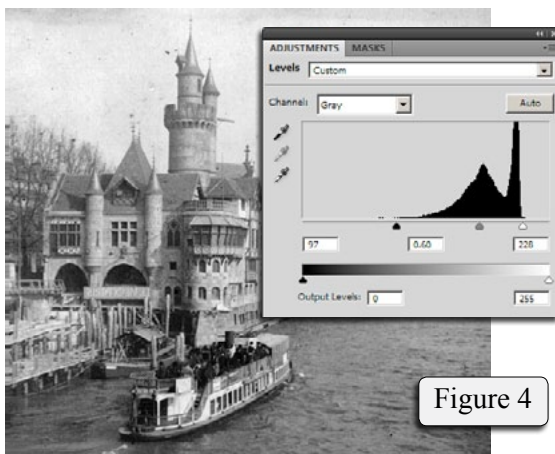 ADJUSTMENTS MASKS
Levels Custom
Channel: Gray Auto
97 0.60 228
Output Levels: 0 255
Figure 4